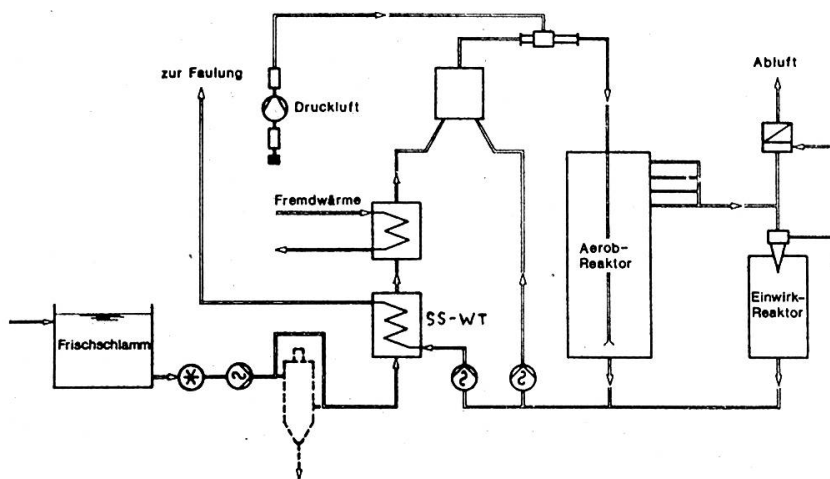 zur Faulung
Druckluft
Abluft
Fremdwärme
Aerob-
Reaktor
Einwirk-
Reaktor
SS-WT
Frischschlamm